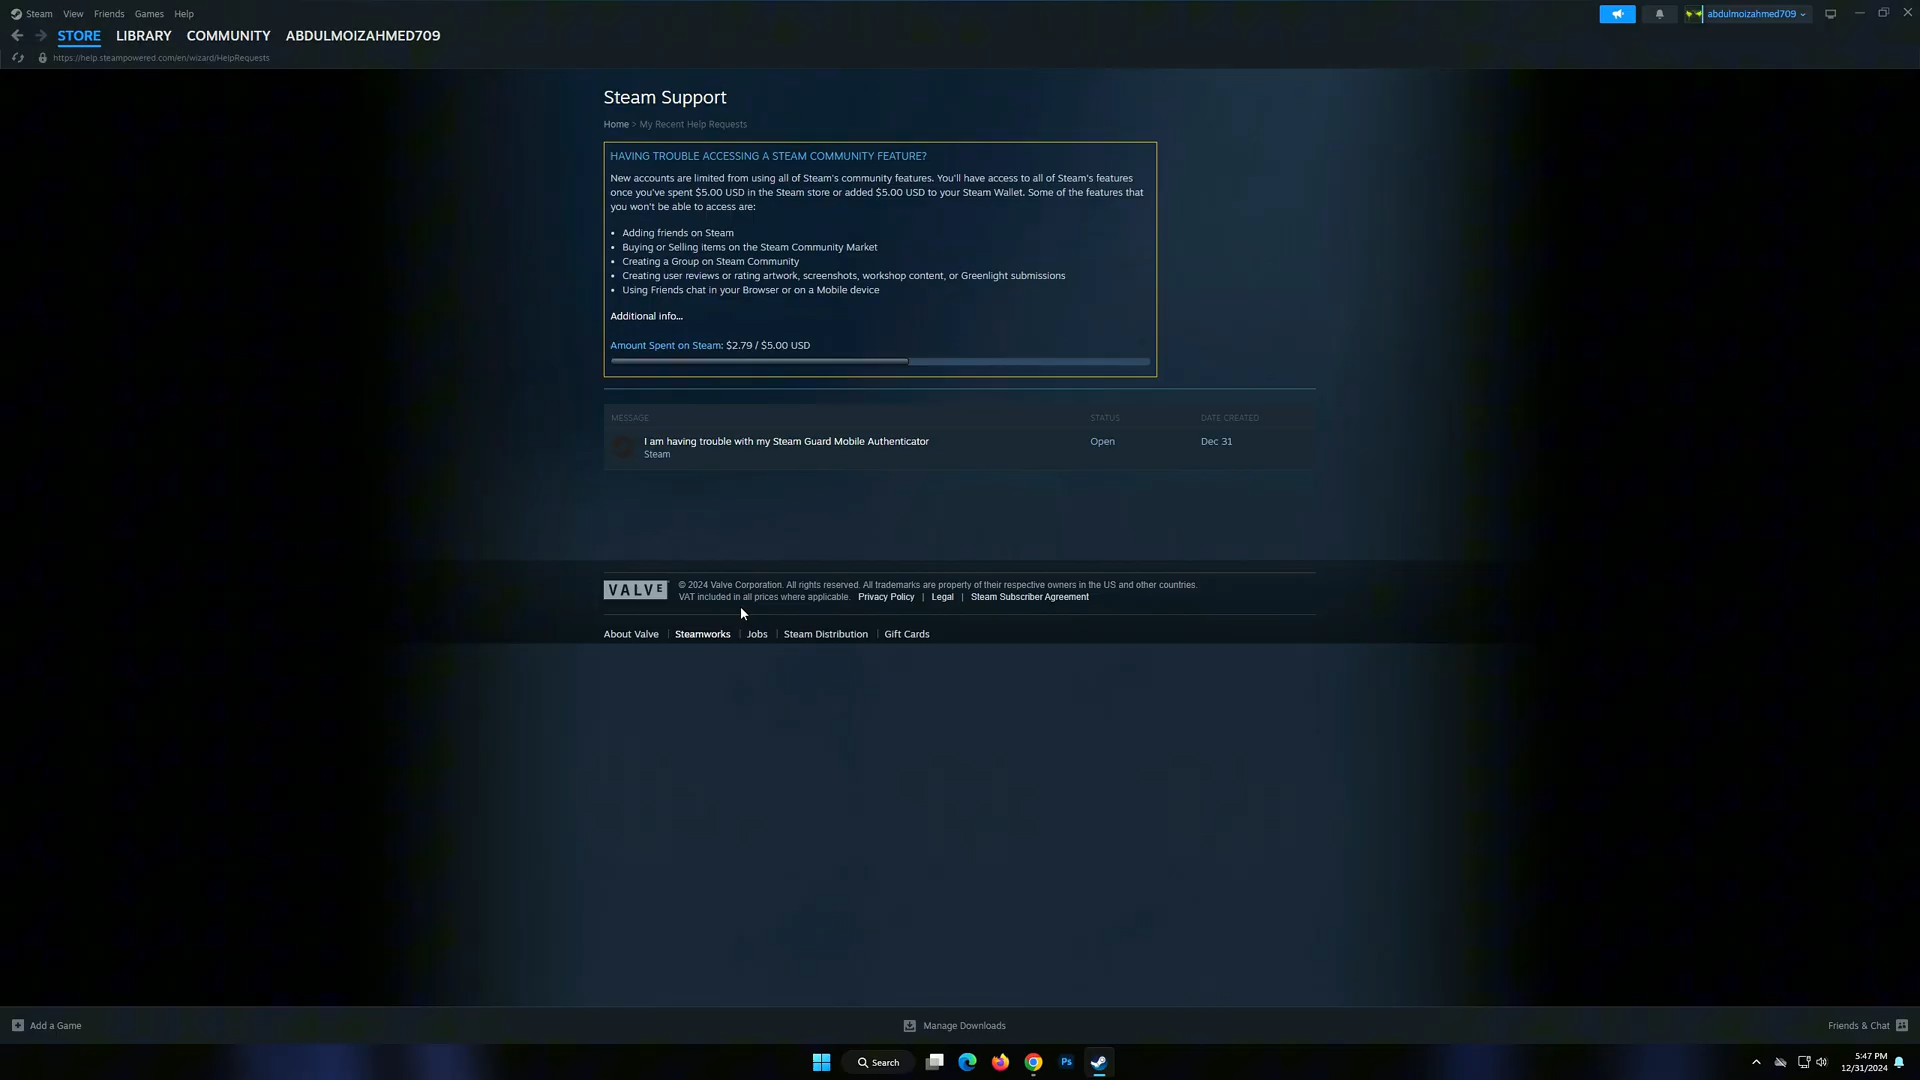 Steam View Friends Games Help
abdulmoizahmed709
STORE LIBRARY COMMUNITY ABDULMOIZAHMED709
https://help.steampowered.com/en/wizard/HelpRequests
Steam Support
Home > My Recent Help Requests
HAVING TROUBLE ACCESSING A STEAM COMMUNITY FEATURE?
New accounts are limited from using all of Steam's community features. You'll have access to all of Steam's features
once you've spent $5.00 USD in the Steam store or added $5.00 USD to your Steam Wallet. Some of the features that
you won't be able to access are:
• Adding friends on Steam
• Buying or Selling items on the Steam Community Market
• Creating a Group on Steam Community
• Creating user reviews or rating artwork, screenshots, workshop content, or Greenlight submissions
• Using Friends chat in your Browser or on a Mobile device
Additional info...
Amount Spent on Steam: $2.79 / $5.00 USD
MESSAGE STATUS DATE CREATED
I am having trouble with my Steam Guard Mobile Authenticator Open Dec 31
Steam
VALVE © 2024 Valve Corporation. All rights reserved. All trademarks are property of their respective owners in the US and other countries.
VAT included in all prices where applicable. Privacy Policy | Legal | Steam Subscriber Agreement
About Valve | Steamworks | Jobs | Steam Distribution | Gift Cards
Add a Game Manage Downloads Friends & Chat
Search Ps 5:47 PM
12/31/2024